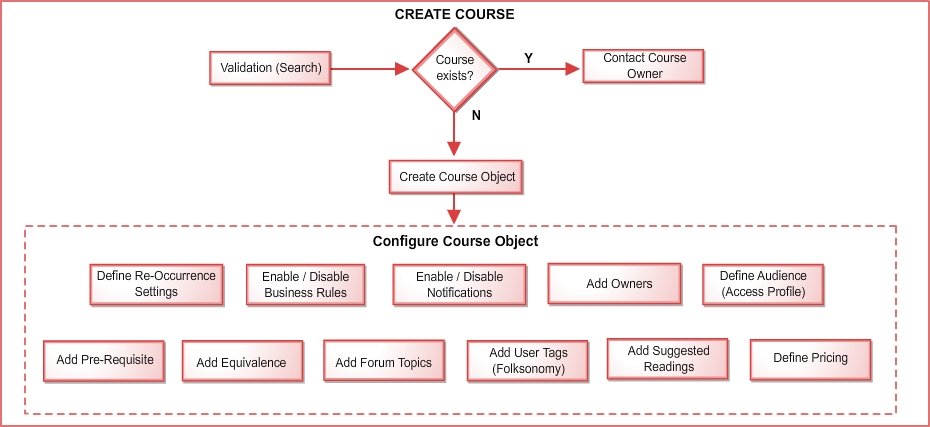 CREATE COURSE
Validation (Search)
Course
exists?
Y
Contact Course
Owner
N
Create Course Object
Configure Course Object
Define Re-Occurrence
Settings
Enable / Disable
Business Rules
Enable / Disable
Notifications
Add Owners
Define Audience
(Access Profile)
Add Pre-Requisite
Add Equivalence
Add Forum Topics
Add User Tags
(Folksonomy)
Add Suggested
Readings
Define Pricing